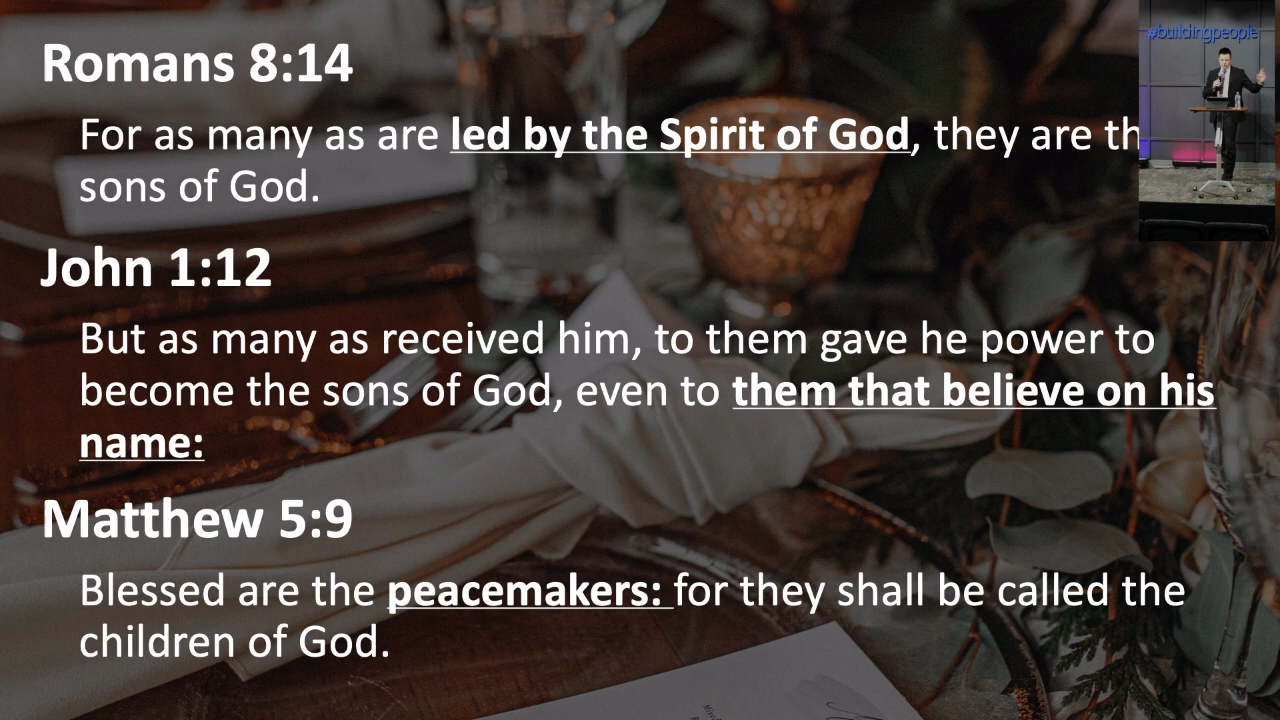 Romans 8:14
#buildingpeople
For as many as are led by the Spirit of God, they are th
sons of God.
John 1:12
But as many as received him, to them gave he power to
become the sons of God, even to them that believe on his
name:
Matthew 5:9
Blessed are the peacemakers: for they shall be called the
children of God.